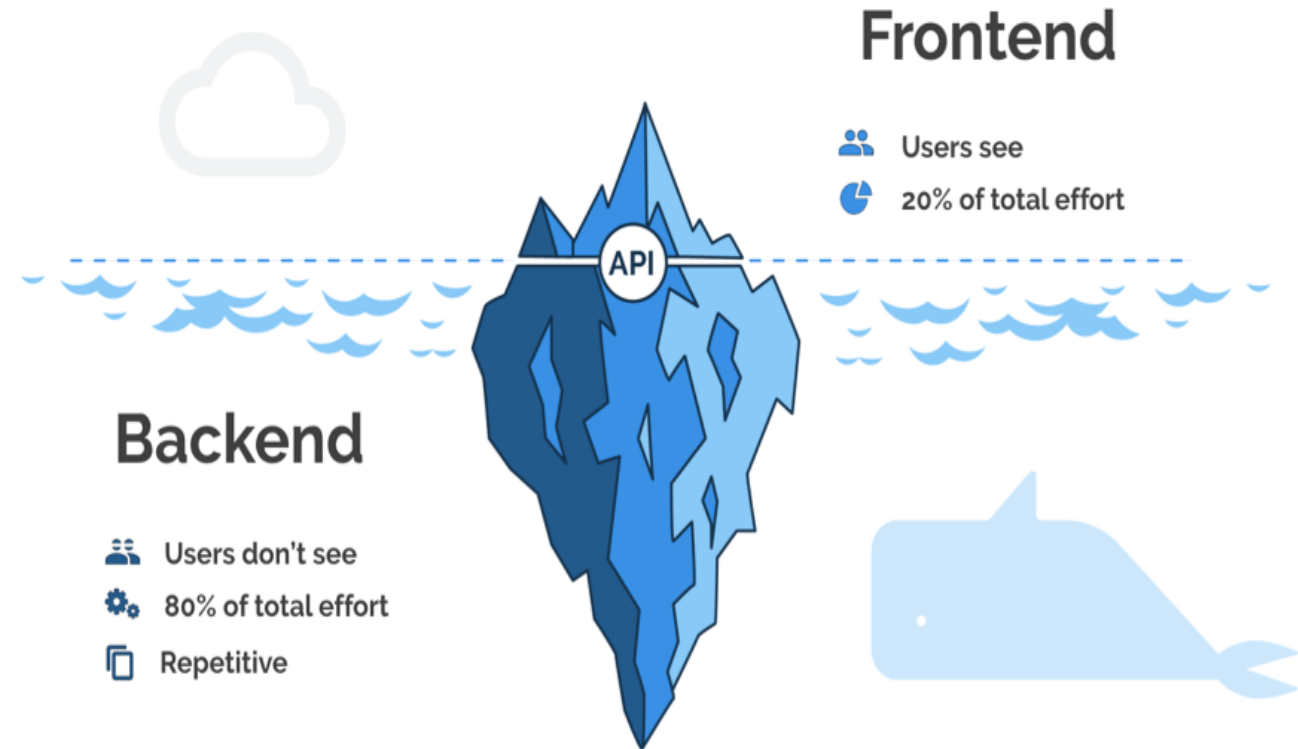 Frontend
Users see
20% of total effort
API
Backend
Users don't see
80% of total effort
Repetitive